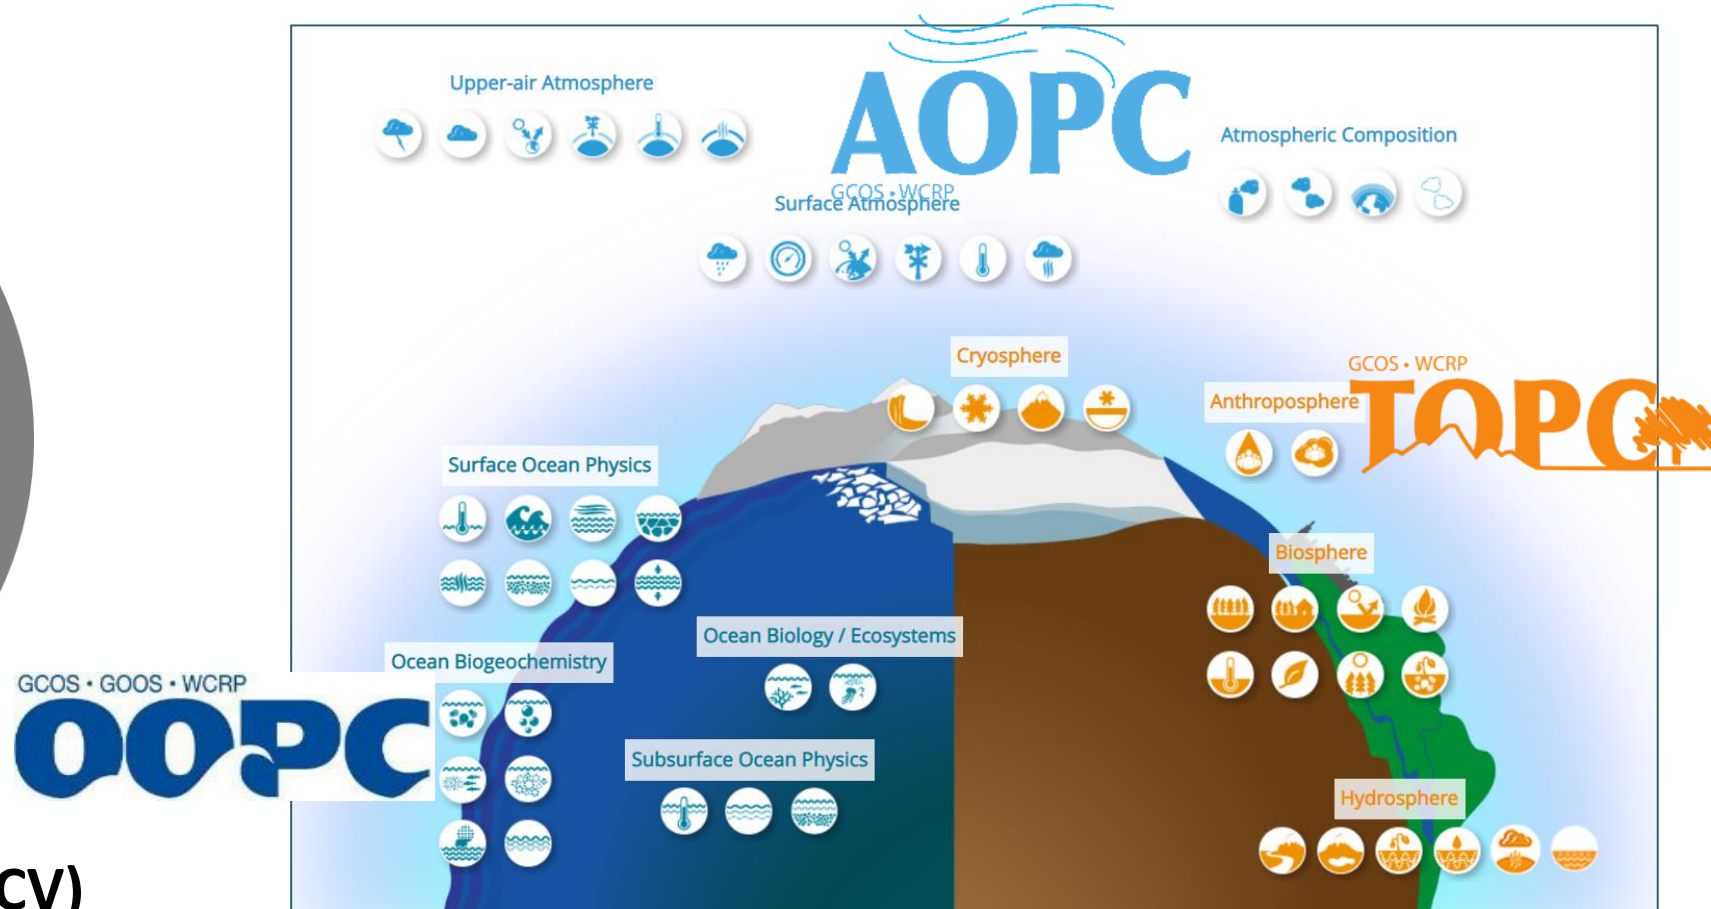 Upper-air Atmosphere
AOPC
GCOS • WCRP
Atmospheric Composition
Surface Atmosphere
Cryosphere
GCOS • WCRP
TOPC
Anthroposphere
Surface Ocean Physics
Biosphere
Ocean Biology / Ecosystems
Ocean Biogeochemistry
GCOS • GOOS • WCRP
OOPC
Subsurface Ocean Physics
Hydrosphere
CV)